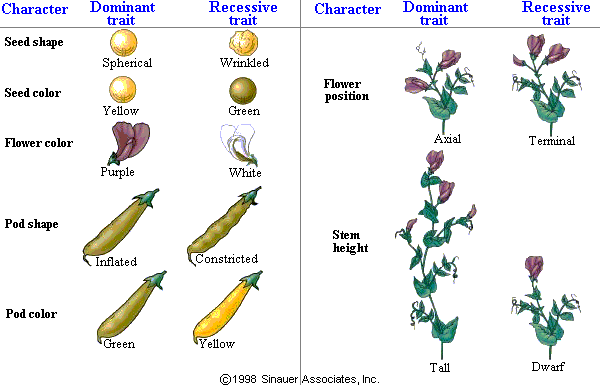 Character Dominant trait Recessive trait
Seed shape
Spherical Wrinkled
Seed color
Yellow Green
Flower color
Purple White
Pod shape
Inflated Constricted
Pod color
Green Yellow
Character Dominant trait Recessive trait
Flower position
Axial Terminal
Stem height
Tall Dwarf
©1998 Sinauer Associates, Inc.